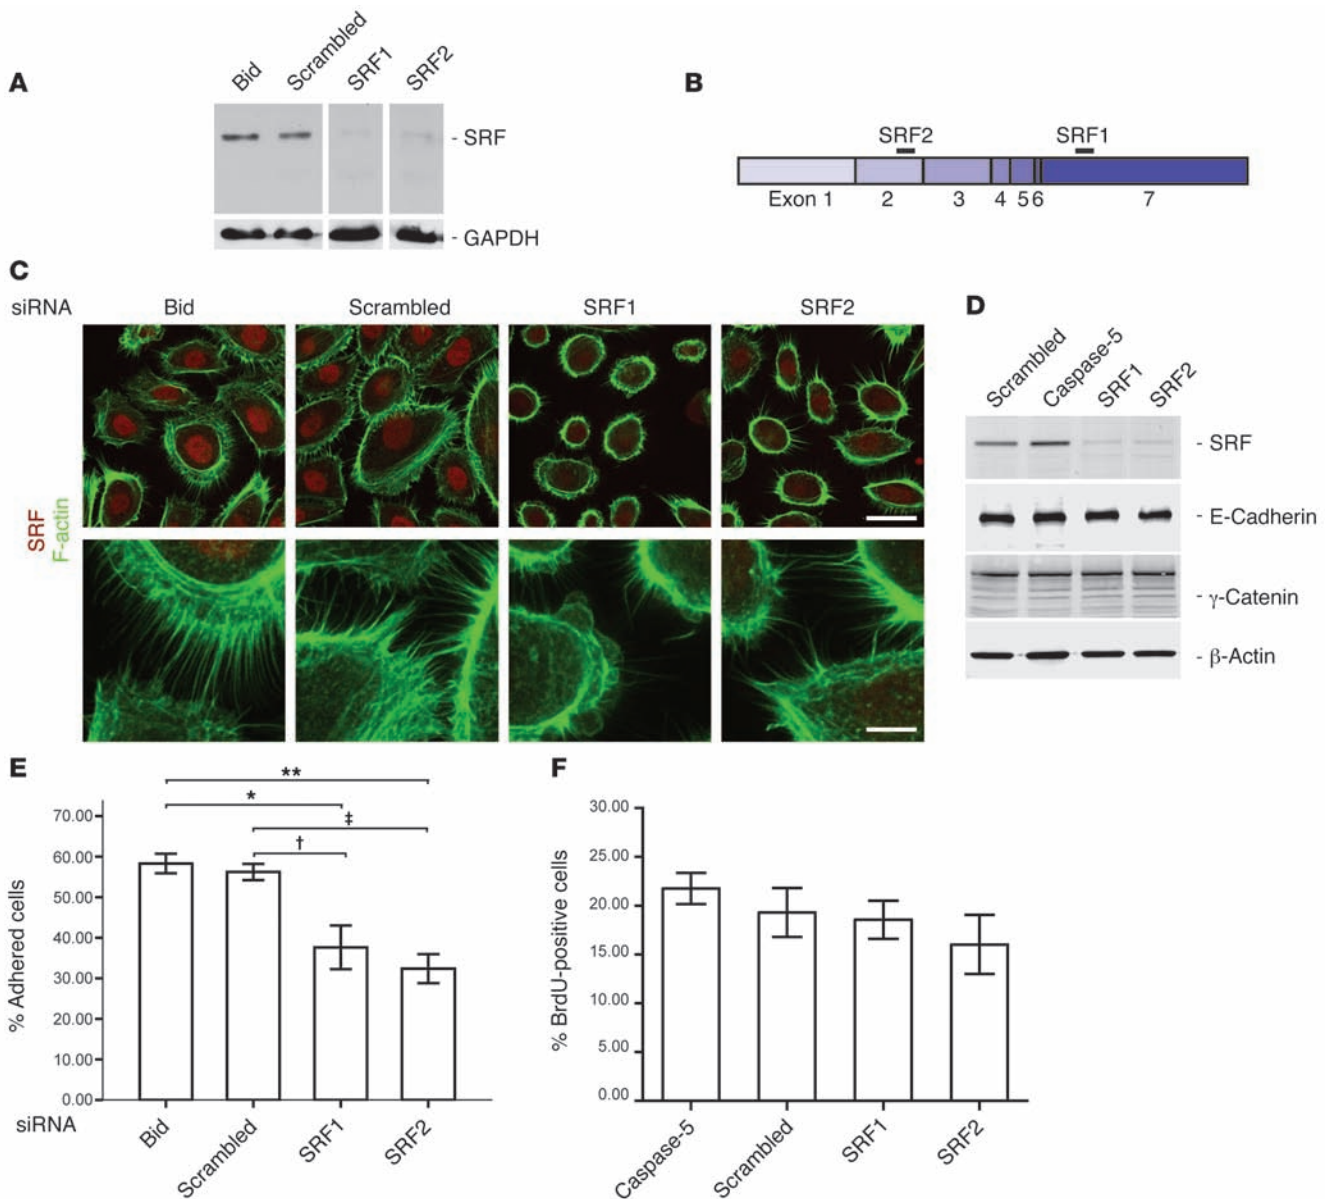 A
Bid
Scrambled
SRF1
SRF2
- SRF
- GAPDH
B
SRF2
SRF1
Exon 1
2
3
4
5
6
7
C
siRNA
Bid
Scrambled
SRF1
SRF2
SRF
F-actin
D
Scrambled
Caspase-5
SRF1
SRF2
- SRF
- E-Cadherin
- γ-Catenin
- β-Actin
E
**
*
‡
†
% Adhered cells
70.00
60.00
50.00
40.00
30.00
20.00
10.00
0.00
siRNA
Bid
Scrambled
SRF1
SRF2
F
% BrdU-positive cells
30.00
25.00
20.00
15.00
10.00
5.00
0.00
Caspase-5
Scrambled
SRF1
SRF2